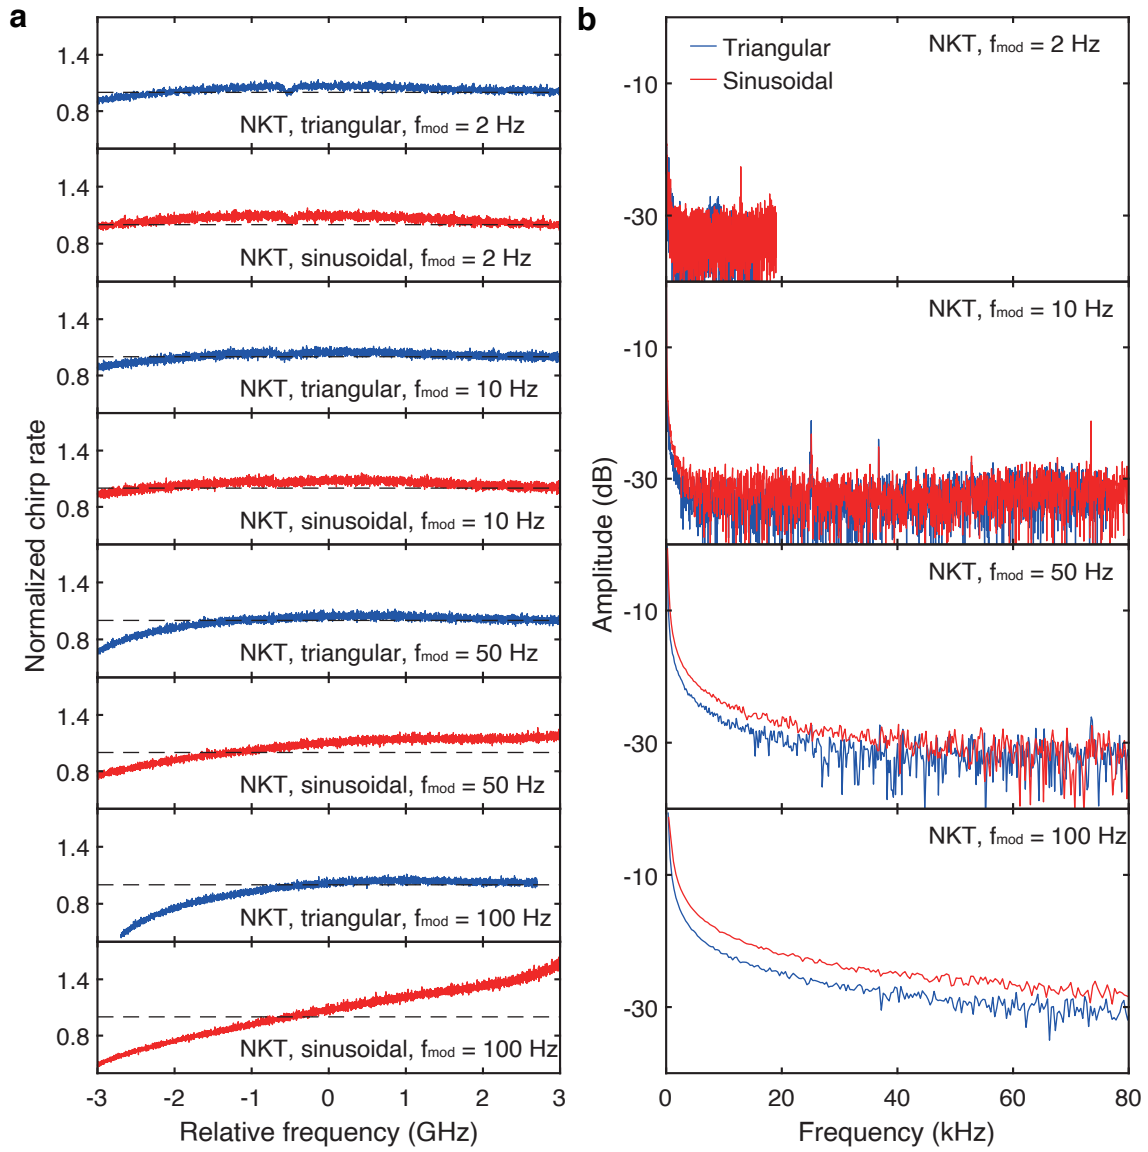 a
1.4
0.8
NKT, triangular, fmod = 2 Hz
1.4
0.8
NKT, sinusoidal, fmod = 2 Hz
1.4
0.8
NKT, triangular, fmod = 10 Hz
1.4
0.8
NKT, sinusoidal, fmod = 10 Hz
1.4
0.8
NKT, triangular, fmod = 50 Hz
1.4
0.8
NKT, sinusoidal, fmod = 50 Hz
1.4
0.8
NKT, triangular, fmod = 100 Hz
1.4
0.8
NKT, sinusoidal, fmod = 100 Hz
-3 -2 -1 0 1 2 3
Relative frequency (GHz)
Normalized chirp rate
b
Triangular
Sinusoidal
NKT, fmod = 2 Hz
-10
-30
NKT, fmod = 10 Hz
-10
-30
NKT, fmod = 50 Hz
-10
-30
NKT, fmod = 100 Hz
-10
-30
0 20 40 60 80
Frequency (kHz)
Amplitude (dB)